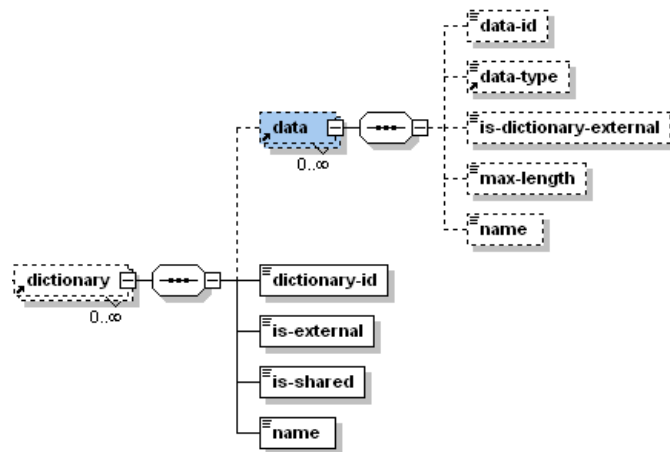 data-id
data-type
data
is-dictionary-external
0..∞
max-length
name
dictionary
dictionary-id
0..∞
is-external
is-shared
name